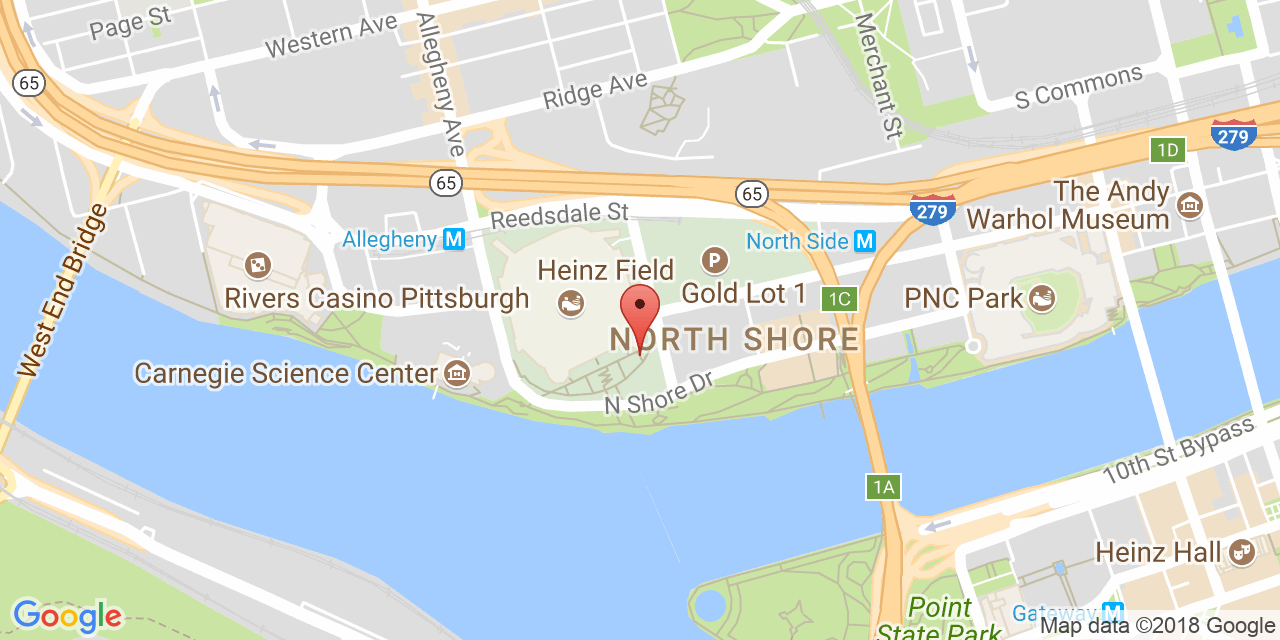 Page St
Western Ave
Allegheny Ave
Merchant St
S Commons
Ridge Ave
65
279
1D
65
65
The Andy
Warhol Museum
279
Reedsdale St
Allegheny M
North Side M
West End Bridge
Heinz Field
P
Rivers Casino Pittsburgh
Gold Lot 1
1C
PNC Park
NORTH SHORE
Carnegie Science Center
N Shore Dr
10th St Bypass
1A
Heinz Hall
Google
Point
State Park
Gateway M
Map data ©2018 Google